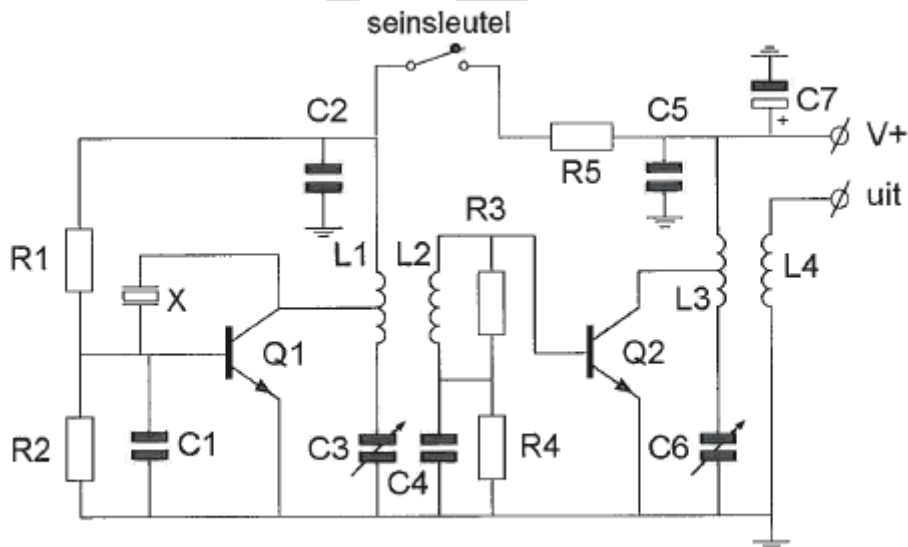 seinsleutel
C2
C5
C7
+
V+
R5
uit
R3
R1
L1
L2
L4
L3
X
Q1
Q2
R2
C1
C3
C4
R4
C6